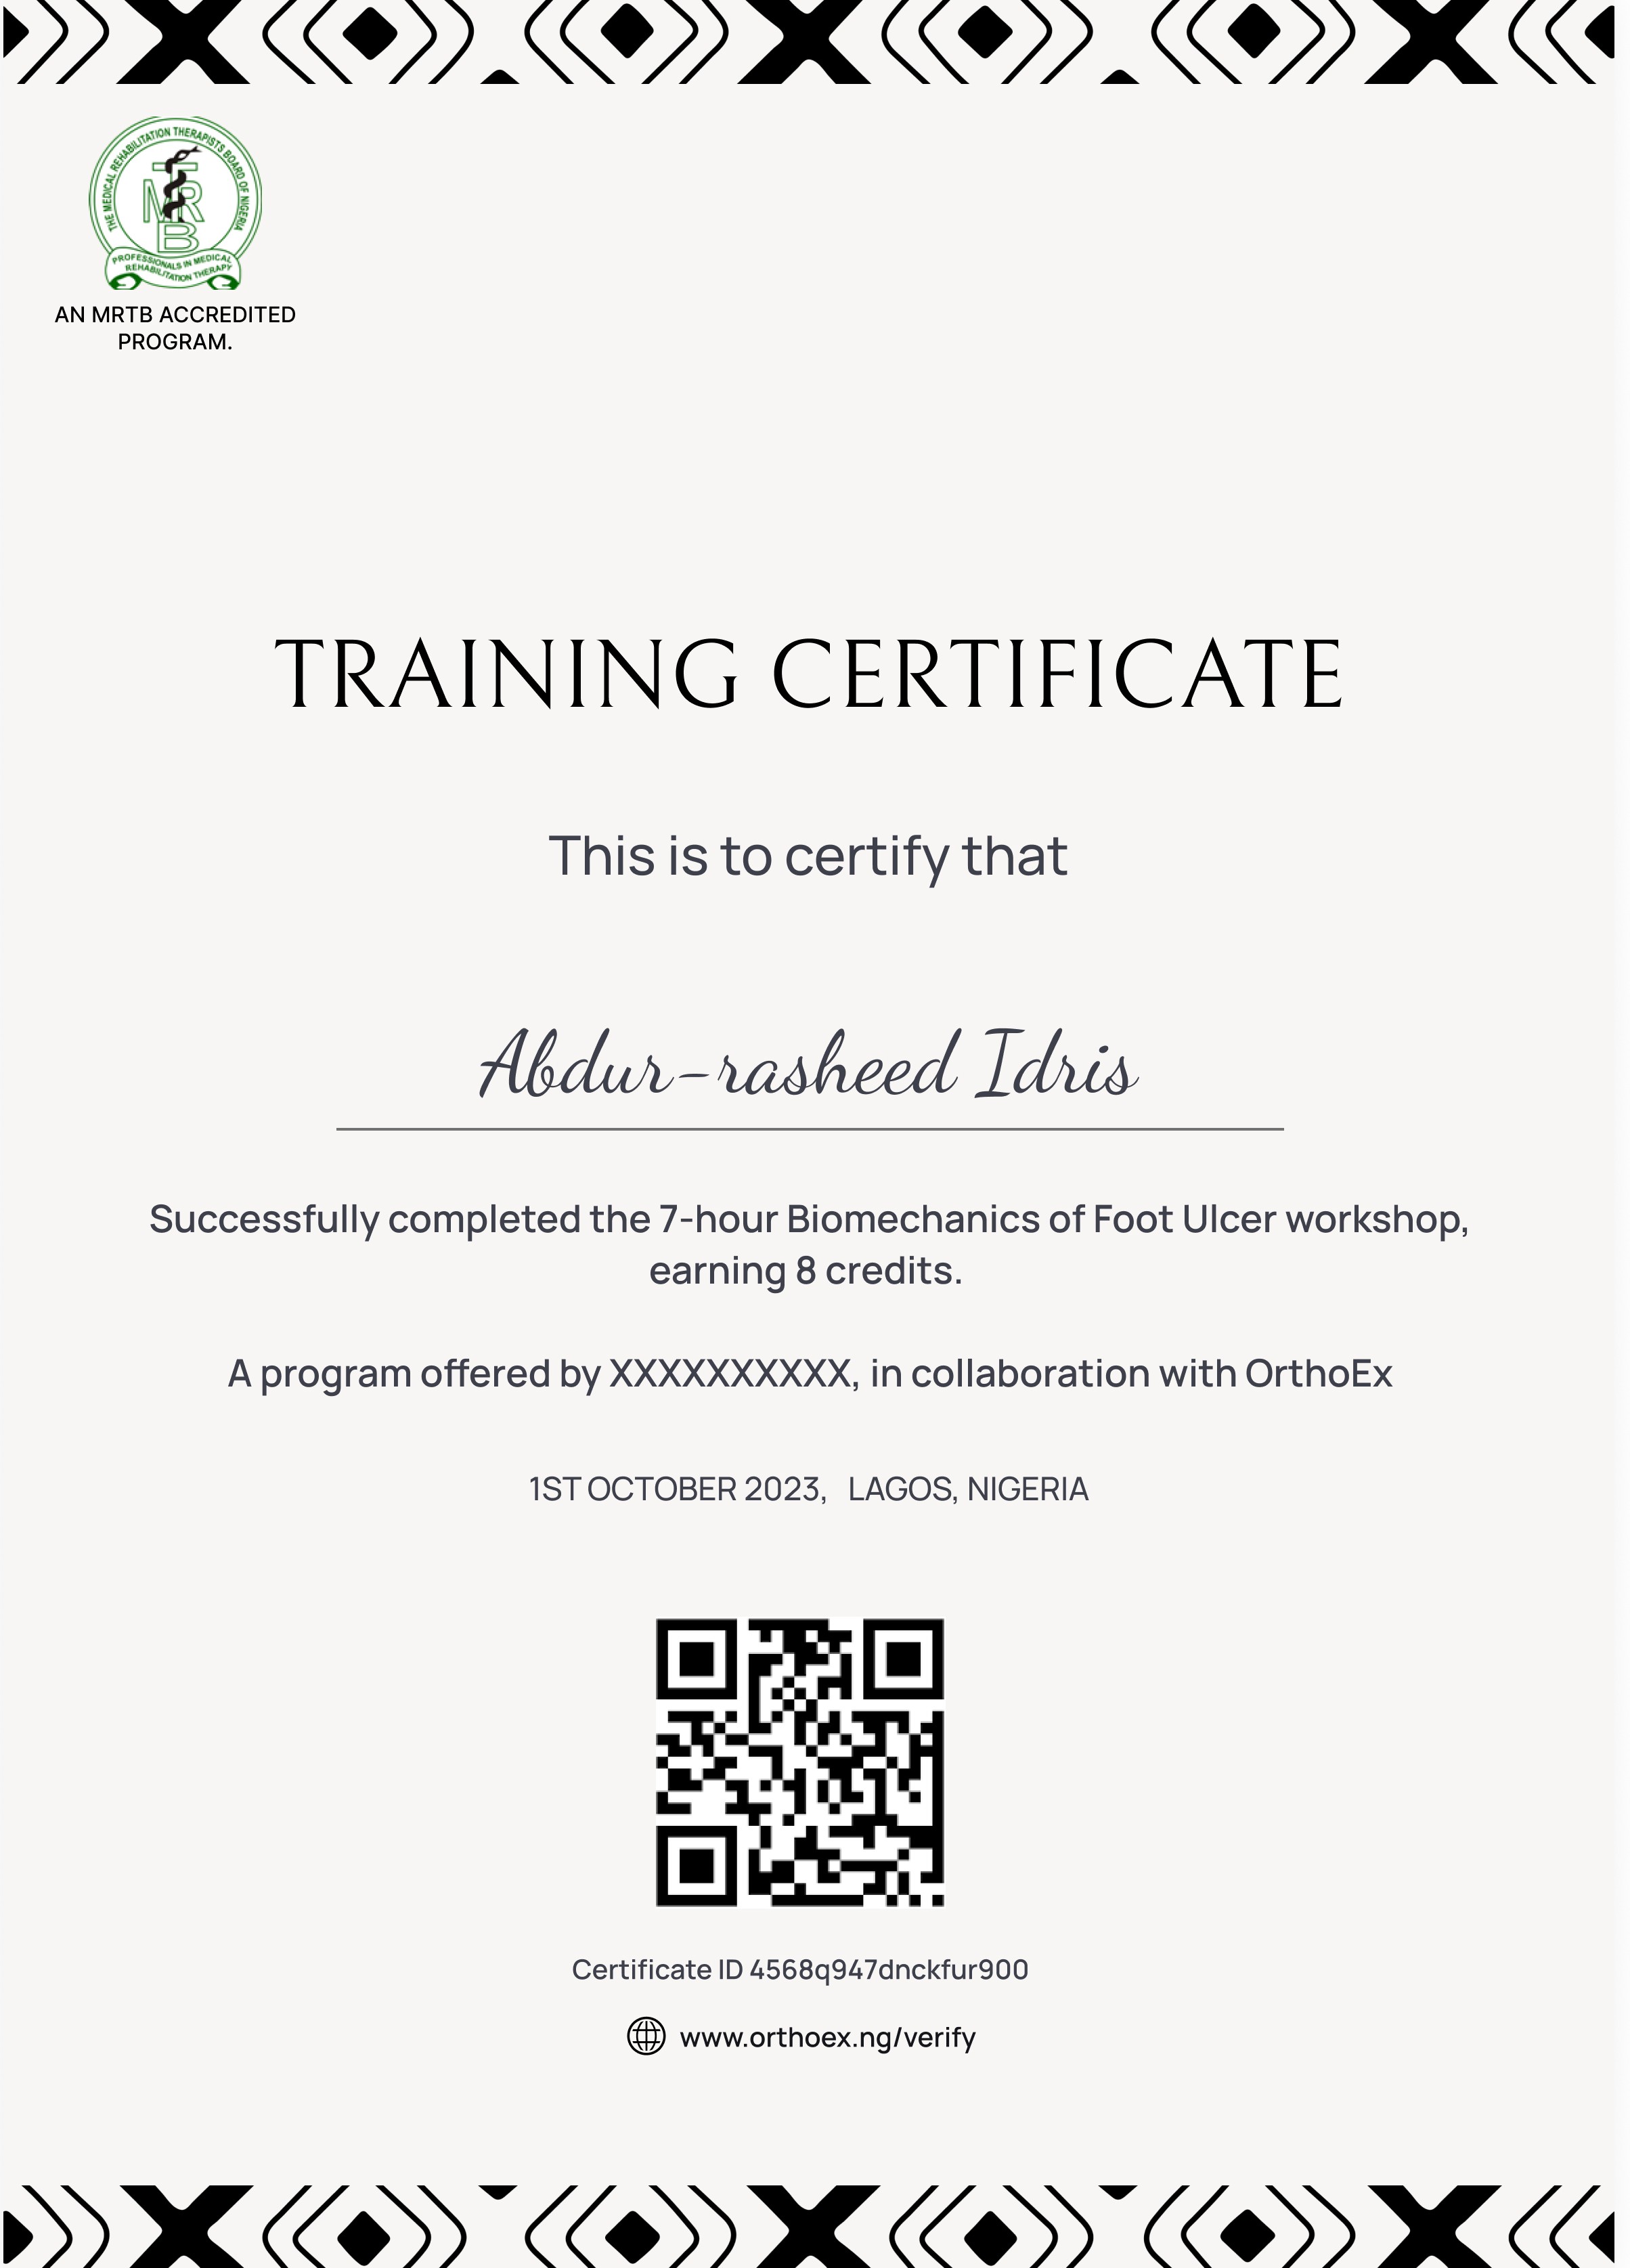 THE MEDICAL REHABILITATION THERAPISTS BOARD OF NIGERIA
MRTB
PROFESSIONALS IN MEDICAL
REHABILITATION THERAPY
AN MRTB ACCREDITED
PROGRAM.
TRAINING CERTIFICATE
This is to certify that
Abdur-rasheed Idris
Successfully completed the 7-hour Biomechanics of Foot Ulcer workshop,
earning 8 credits.
A program offered by XXXXXXXXXX, in collaboration with OrthoEx
1ST OCTOBER 2023, LAGOS, NIGERIA
Certificate ID 4568q947dnckfur900
www.orthoex.ng/verify